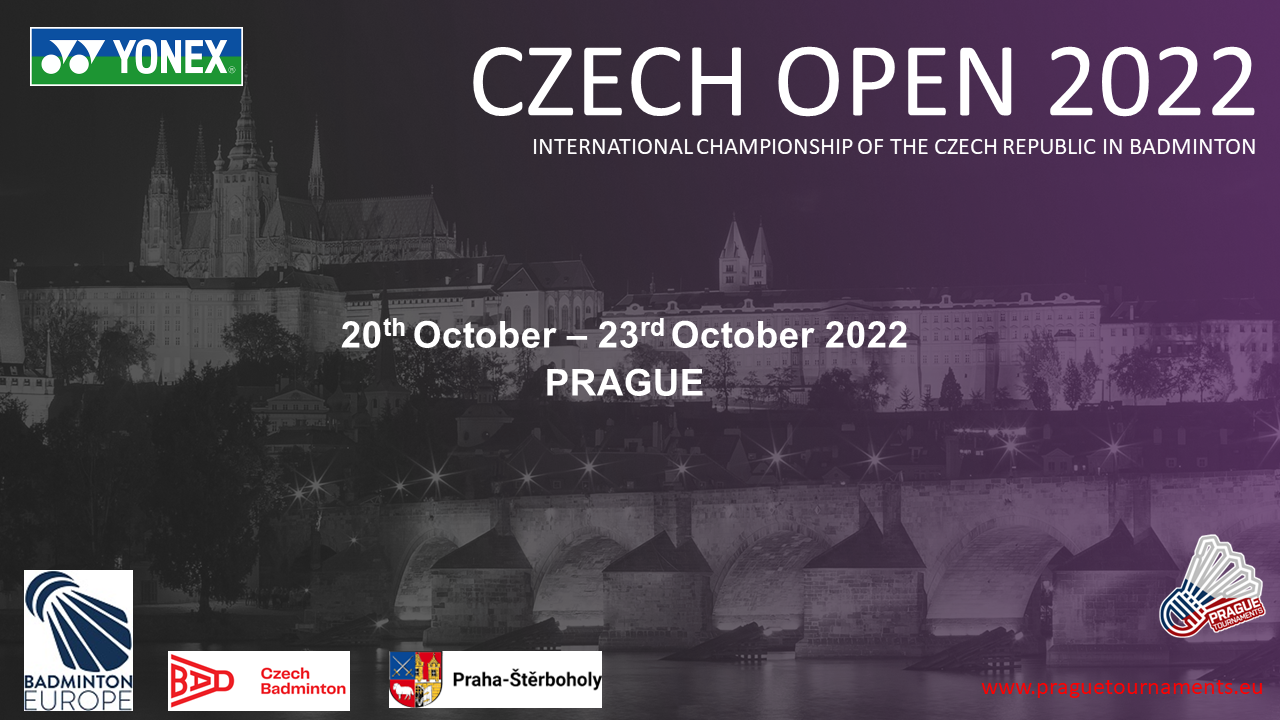 YONEX®
CZECH OPEN 2022
INTERNATIONAL CHAMPIONSHIP OF THE CZECH REPUBLIC IN BADMINTON
20th October – 23rd October 2022
PRAGUE
BADMINTON
EUROPE
Czech
Badminton
Praha-Štěrboholy
PRAGUE
TOURNAMENTS
www.praguetournaments.eu